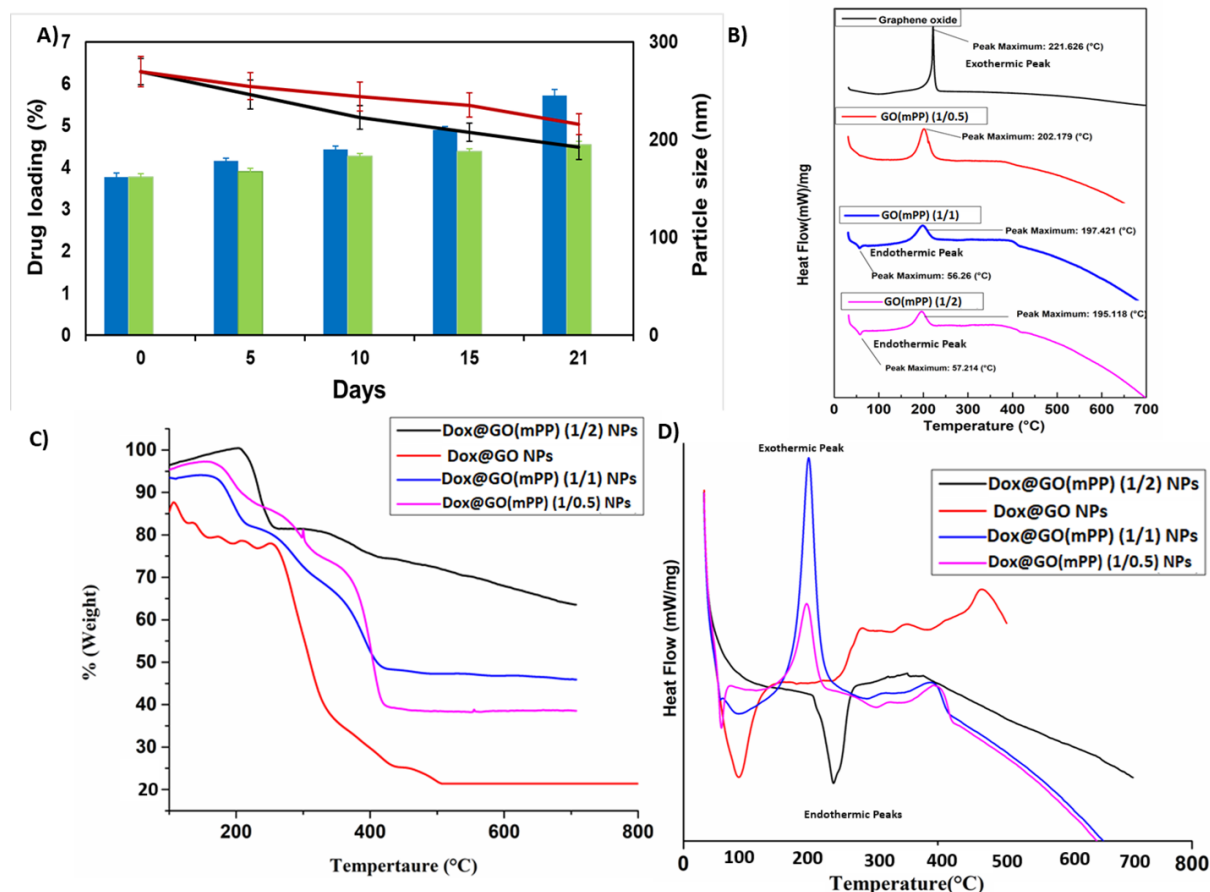 A)
7
6
5
4
3
2
1
0
Drug loading (%)
300
200
100
0
Particle size (nm)
0 5 10 15 21
Days
B)
Graphene oxide
Peak Maximum: 221.626 (°C)
Exothermic Peak
GO(mPP) (1/0.5)
Peak Maximum: 202.179 (°C)
GO(mPP) (1/1)
Peak Maximum: 197.421 (°C)
Endothermic Peak
Peak Maximum: 56.26 (°C)
GO(mPP) (1/2)
Peak Maximum: 195.118 (°C)
Endothermic Peak
Peak Maximum: 57.214 (°C)
Heat Flow(mW)/mg
0 100 200 300 400 500 600 700
Temperature (°C)
C)
Dox@GO(mPP) (1/2) NPs
Dox@GO NPs
Dox@GO(mPP) (1/1) NPs
Dox@GO(mPP) (1/0.5) NPs
100
90
80
70
60
50
40
30
20
% (Weight)
200 400 600 800
Tempertaure (°C)
D)
Exothermic Peak
Dox@GO(mPP) (1/2) NPs
Dox@GO NPs
Dox@GO(mPP) (1/1) NPs
Dox@GO(mPP) (1/0.5) NPs
Heat Flow (mW/mg)
Endothermic Peaks
0 100 200 300 400 500 600 700 800
Temperature(°C)